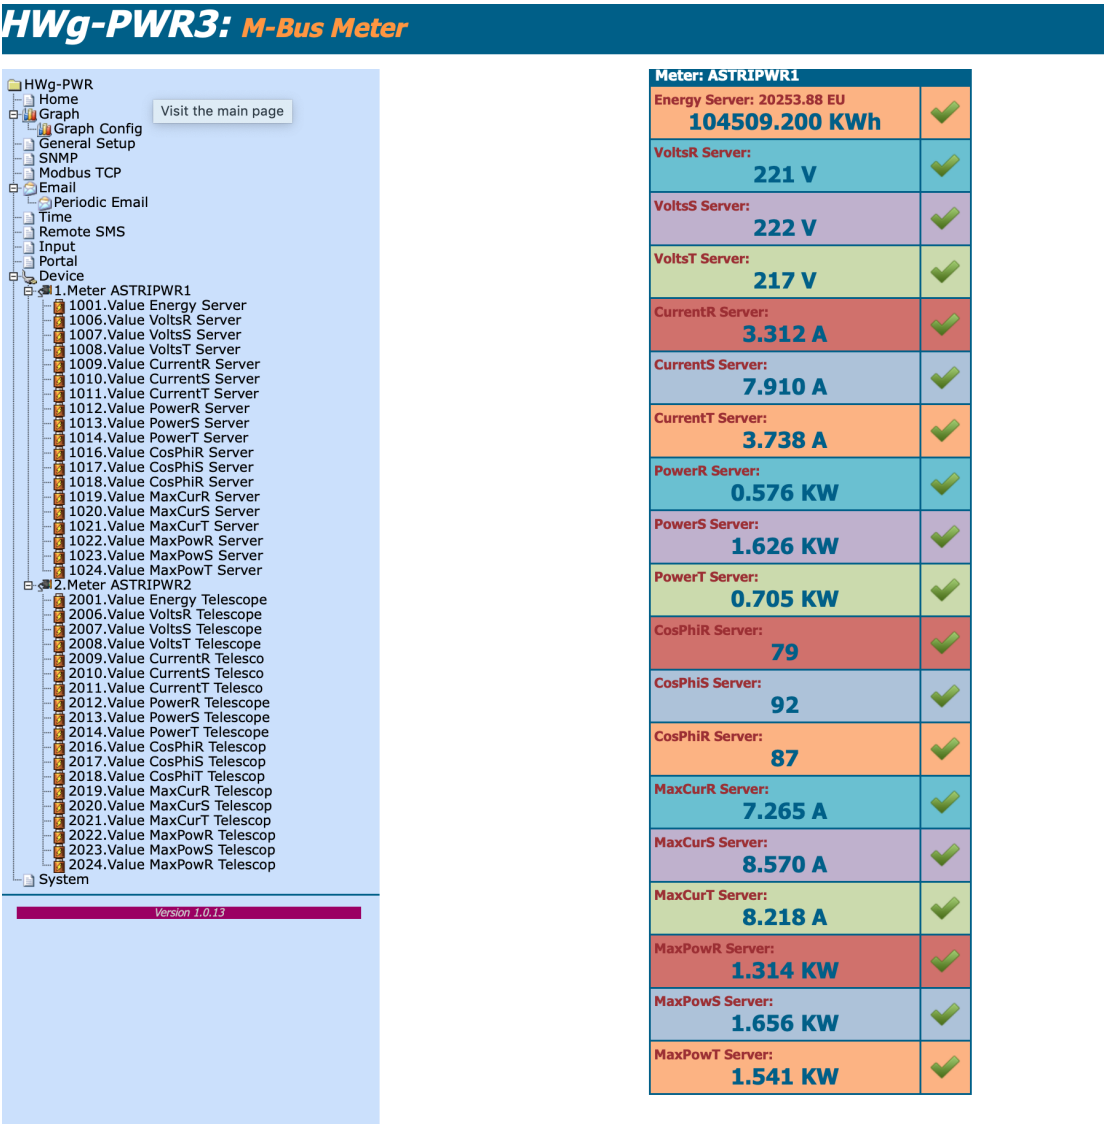 HWg-PWR3: M-Bus Meter
HWg-PWR
Home
Visit the main page
Graph
Graph Config
General Setup
SNMP
Modbus TCP
Email
Periodic Email
Time
Remote SMS
Input
Portal
Device
1.Meter ASTRIPWR1
1001.Value Energy Server
1006.Value VoltsR Server
1007.Value VoltsS Server
1008.Value VoltsT Server
1009.Value CurrentR Server
1010.Value CurrentS Server
1011.Value CurrentT Server
1012.Value PowerR Server
1013.Value PowerS Server
1014.Value PowerT Server
1016.Value CosPhiR Server
1017.Value CosPhiS Server
1018.Value CosPhiR Server
1019.Value MaxCurR Server
1020.Value MaxCurS Server
1021.Value MaxCurT Server
1022.Value MaxPowR Server
1023.Value MaxPowS Server
1024.Value MaxPowT Server
2.Meter ASTRIPWR2
2001.Value Energy Telescope
2006.Value VoltsR Telescope
2007.Value VoltsS Telescope
2008.Value VoltsT Telescope
2009.Value CurrentR Telesco
2010.Value CurrentS Telesco
2011.Value CurrentT Telesco
2012.Value PowerR Telescope
2013.Value PowerS Telescope
2014.Value PowerT Telescope
2016.Value CosPhiR Telescop
2017.Value CosPhiS Telescop
2018.Value CosPhiT Telescop
2019.Value MaxCurR Telescop
2020.Value MaxCurS Telescop
2021.Value MaxCurT Telescop
2022.Value MaxPowR Telescop
2023.Value MaxPowS Telescop
2024.Value MaxPowR Telescop
System
Version 1.0.13
Meter: ASTRIPWR1
Energy Server: 20253.88 EU
104509.200 KWh
VoltsR Server:
221 V
VoltsS Server:
222 V
VoltsT Server:
217 V
CurrentR Server:
3.312 A
CurrentS Server:
7.910 A
CurrentT Server:
3.738 A
PowerR Server:
0.576 KW
PowerS Server:
1.626 KW
PowerT Server:
0.705 KW
CosPhiR Server:
79
CosPhiS Server:
92
CosPhiR Server:
87
MaxCurR Server:
7.265 A
MaxCurS Server:
8.570 A
MaxCurT Server:
8.218 A
MaxPowR Server:
1.314 KW
MaxPowS Server:
1.656 KW
MaxPowT Server:
1.541 KW